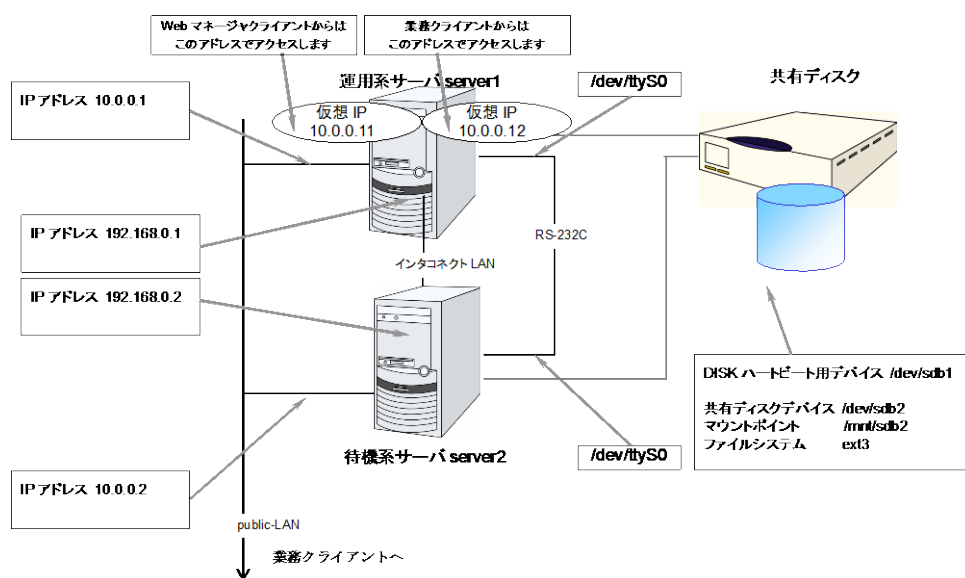 Web マネージャクライアントからは
このアドレスでアクセスします
業務クライアントからは
このアドレスでアクセスします
運用系サーバ server1
/dev/ttyS0
共有ディスク
IP アドレス 10.0.0.1
仮想 IP
10.0.0.11
仮想 IP
10.0.0.12
IP アドレス 192.168.0.1
RS-232C
インタコネクト LAN
IP アドレス 192.168.0.2
DISK ハートビート用デバイス /dev/sdb1
共有ディスクデバイス /dev/sdb2
マウントポイント /mnt/sdb2
ファイルシステム ext3
待機系サーバ server2
/dev/ttyS0
IP アドレス 10.0.0.2
public-LAN
業務クライアントへ